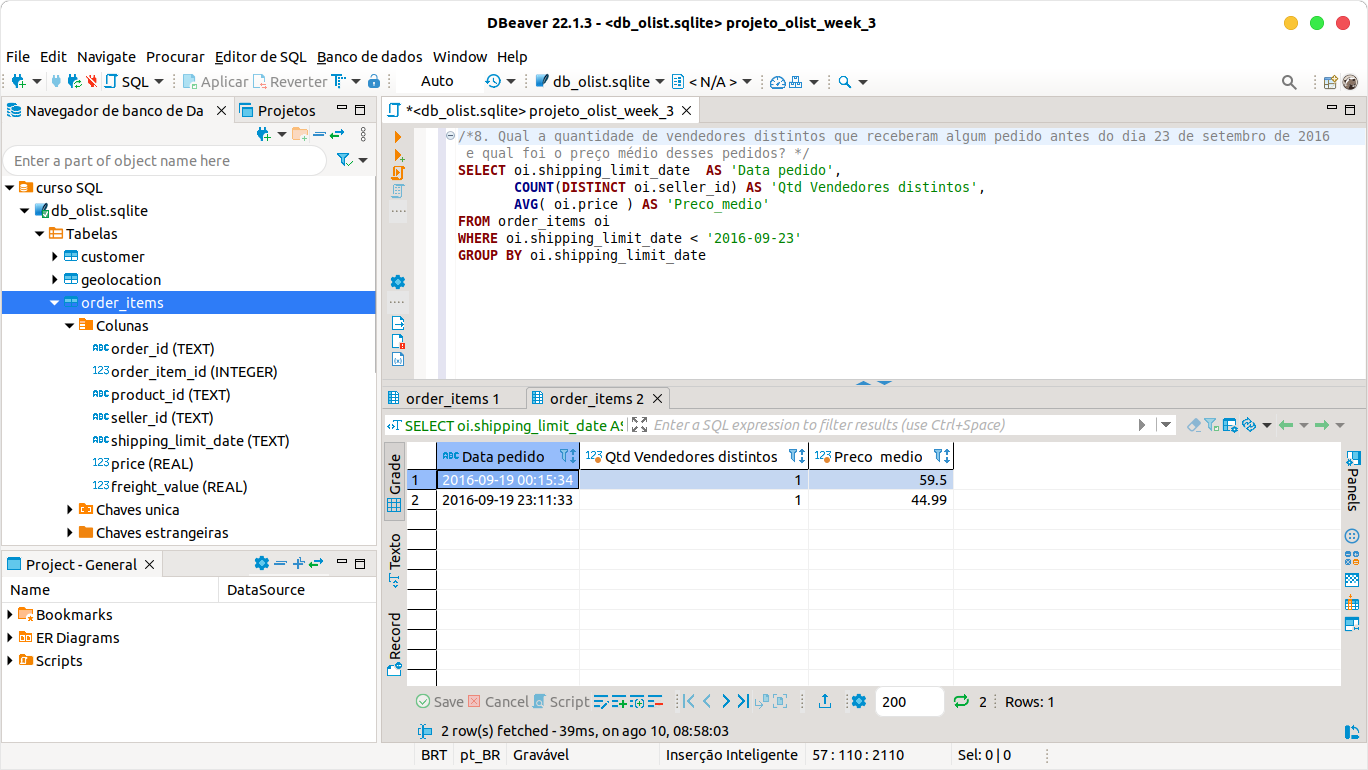 DBeaver 22.1.3 - <db_olist.sqlite> projeto_olist_week_3
File Edit Navigate Procurar Editor de SQL Banco de dados Window Help
SQL Aplicar Reverter Auto db_olist.sqlite < N/A >
Navegador de banco de Da
Projetos
Enter a part of object name here
curso SQL
db_olist.sqlite
Tabelas
customer
geolocation
order_items
Colunas
ABC order_id (TEXT)
123 order_item_id (INTEGER)
ABC product_id (TEXT)
ABC seller_id (TEXT)
ABC shipping_limit_date (TEXT)
123 price (REAL)
123 freight_value (REAL)
Chaves unica
Chaves estrangeiras
Project - General
Name DataSource
Bookmarks
ER Diagrams
Scripts
*<db_olist.sqlite> projeto_olist_week_3
/*8. Qual a quantidade de vendedores distintos que receberam algum pedido antes do dia 23 de setembro de 2016
e qual foi o preço médio desses pedidos? */
SELECT oi.shipping_limit_date  AS 'Data pedido',
COUNT(DISTINCT oi.seller_id) AS 'Qtd Vendedores distintos',
AVG( oi.price ) AS 'Preco_medio'
FROM order_items oi
WHERE oi.shipping_limit_date < '2016-09-23'
GROUP BY oi.shipping_limit_date
order_items 1
order_items 2
SELECT oi.shipping_limit_date AS
Enter a SQL expression to filter results (use Ctrl+Space)
Grade
Texto
Record
ABC Data pedido 123 Qtd Vendedores distintos 123 Preco medio
1 2016-09-19 00:15:34 1 59.5
2 2016-09-19 23:11:33 1 44.99
Panels
Save Cancel Script 200 2 Rows: 1
2 row(s) fetched - 39ms, on ago 10, 08:58:03
BRT pt_BR Gravável Inserção Inteligente 57 : 110 : 2110 Sel: 0 | 0